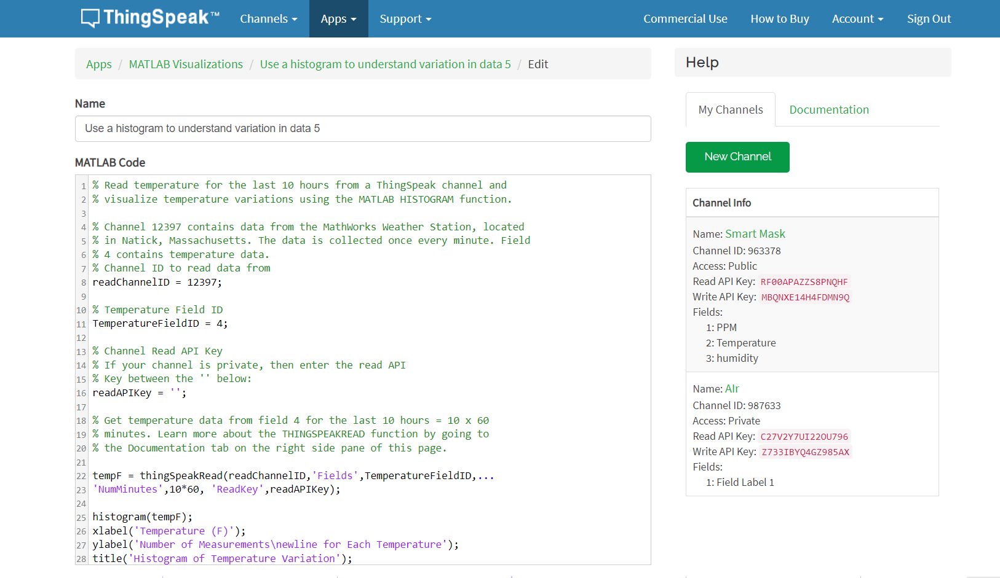 ThingSpeak™
Channels
Apps
Support
Commercial Use
How to Buy
Account
Sign Out
Apps / MATLAB Visualizations / Use a histogram to understand variation in data 5 / Edit
Name
Use a histogram to understand variation in data 5
MATLAB Code
1 % Read temperature for the last 10 hours from a ThingSpeak channel and
2 % visualize temperature variations using the MATLAB HISTOGRAM function.
3
4 % Channel 12397 contains data from the MathWorks Weather Station, located
5 % in Natick, Massachusetts. The data is collected once every minute. Field
6 % 4 contains temperature data.
7 % Channel ID to read data from
8 readChannelID = 12397;
9
10 % Temperature Field ID
11 TemperatureFieldID = 4;
12
13 % Channel Read API Key
14 % If your channel is private, then enter the read API
15 % Key between the '' below:
16 readAPIKey = '';
17
18 % Get temperature data from field 4 for the last 10 hours = 10 x 60
19 % minutes. Learn more about the THINGSPEAKREAD function by going to
20 % the Documentation tab on the right side pane of this page.
21
22 tempF = thingSpeakRead(readChannelID,'Fields',TemperatureFieldID,...
23 'NumMinutes',10*60, 'ReadKey',readAPIKey);
24
25 histogram(tempF);
26 xlabel('Temperature (F)');
27 ylabel('Number of Measurements\newline for Each Temperature');
28 title('Histogram of Temperature Variation');
Help
My Channels
Documentation
New Channel
Channel Info
Name: Smart Mask
Channel ID: 963378
Access: Public
Read API Key: RF00APAZZS8PNQHF
Write API Key: MBQNXE14H4FDMN9Q
Fields:
1: PPM
2: Temperature
3: humidity
Name: AIr
Channel ID: 987633
Access: Private
Read API Key: C27V2Y7UI22OU796
Write API Key: Z733IBYQ4GZ985AX
Fields:
1: Field Label 1